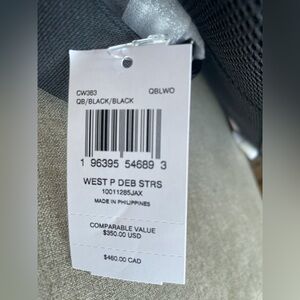 CW363 QBLWO
QB/BLACK/BLACK
1 96395 54689 3
WEST P DEB STRS
10011285JAX
MADE IN PHILIPPINES
COMPARABLE VALUE
$350.00 USD
$460.00 CAD